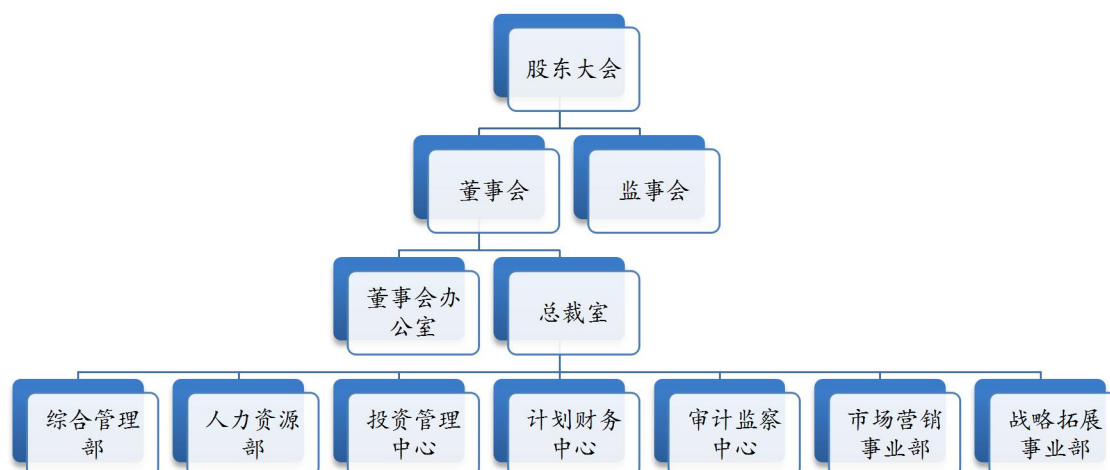 股东大会
董事会
监事会
董事会办
公室
总裁室
综合管理
部
人力资源
部
投资管理
中心
计划财务
中心
审计监察
中心
市场营销
事业部
战略拓展
事业部